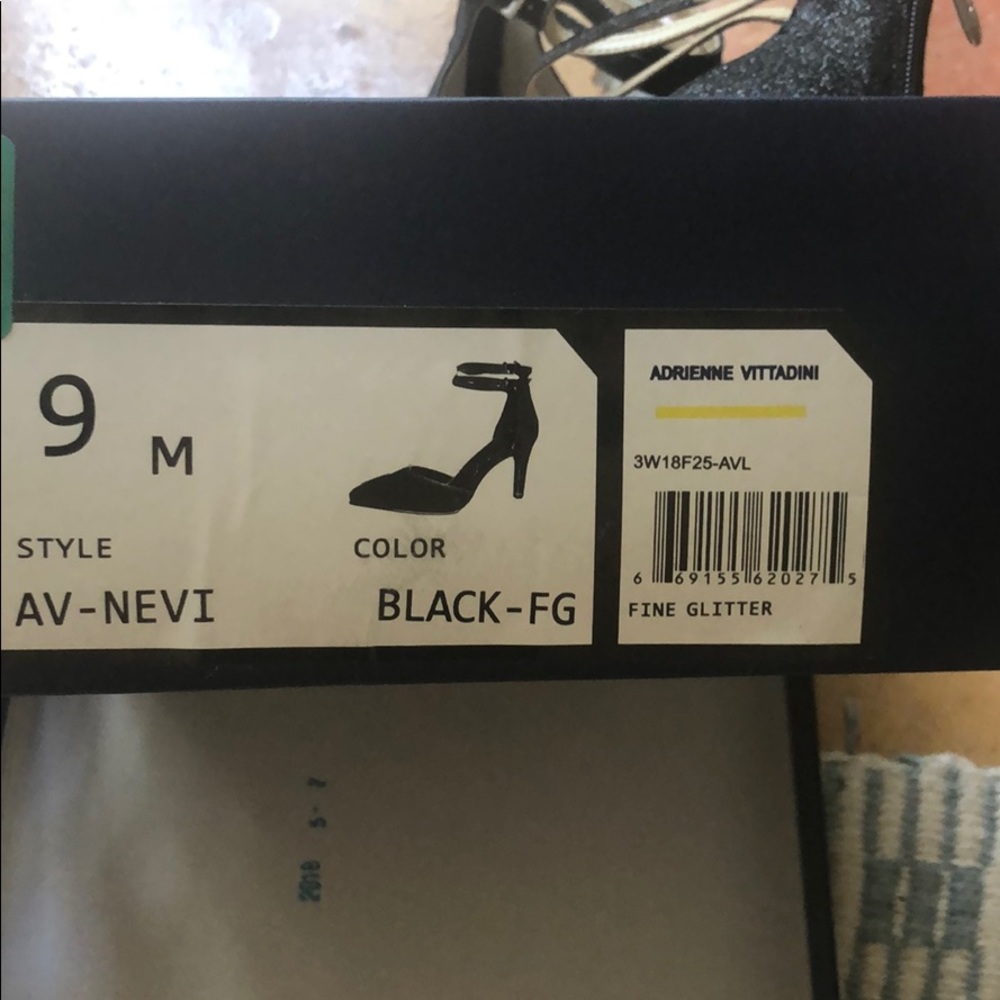 9 M
STYLE
AV-NEVI
COLOR
BLACK-FG
ADRIENNE VITTADINI
3W18F25-AVL
6 69155 62027 5
FINE GLITTER
2018 5-7